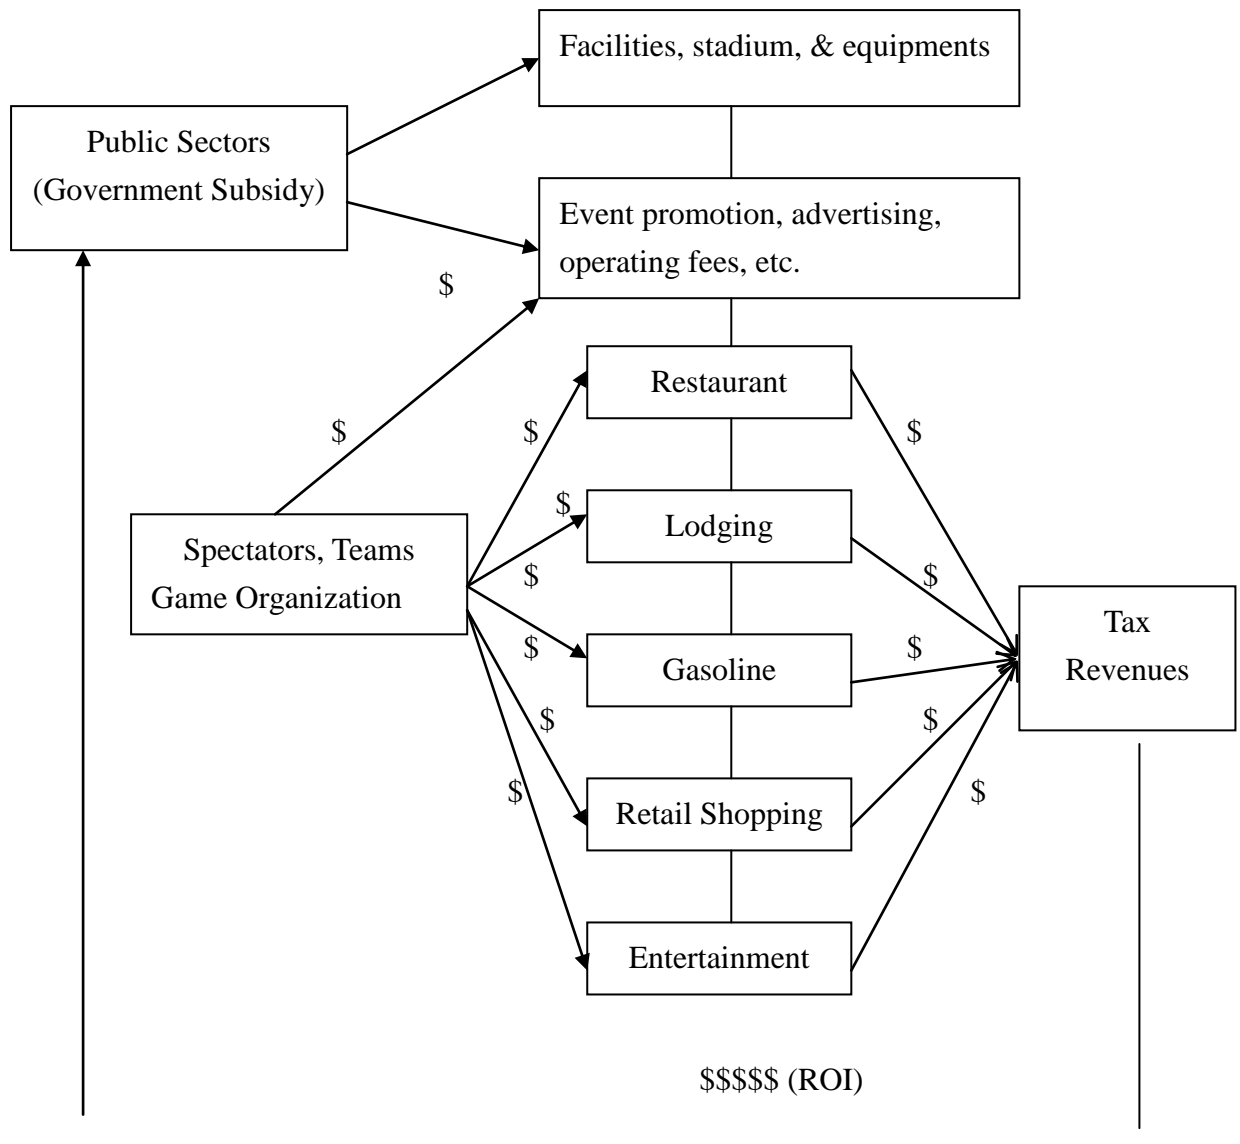 Facilities, stadium, & equipments
Public Sectors
(Government Subsidy)
Event promotion, advertising,
operating fees, etc.
$
Restaurant
$
$
$
$
Lodging
Spectators, Teams
Game Organization
$
$
Tax
Revenues
$
Gasoline
$
$
$
$
Retail Shopping
$
Entertainment
$$$$$ (ROI)